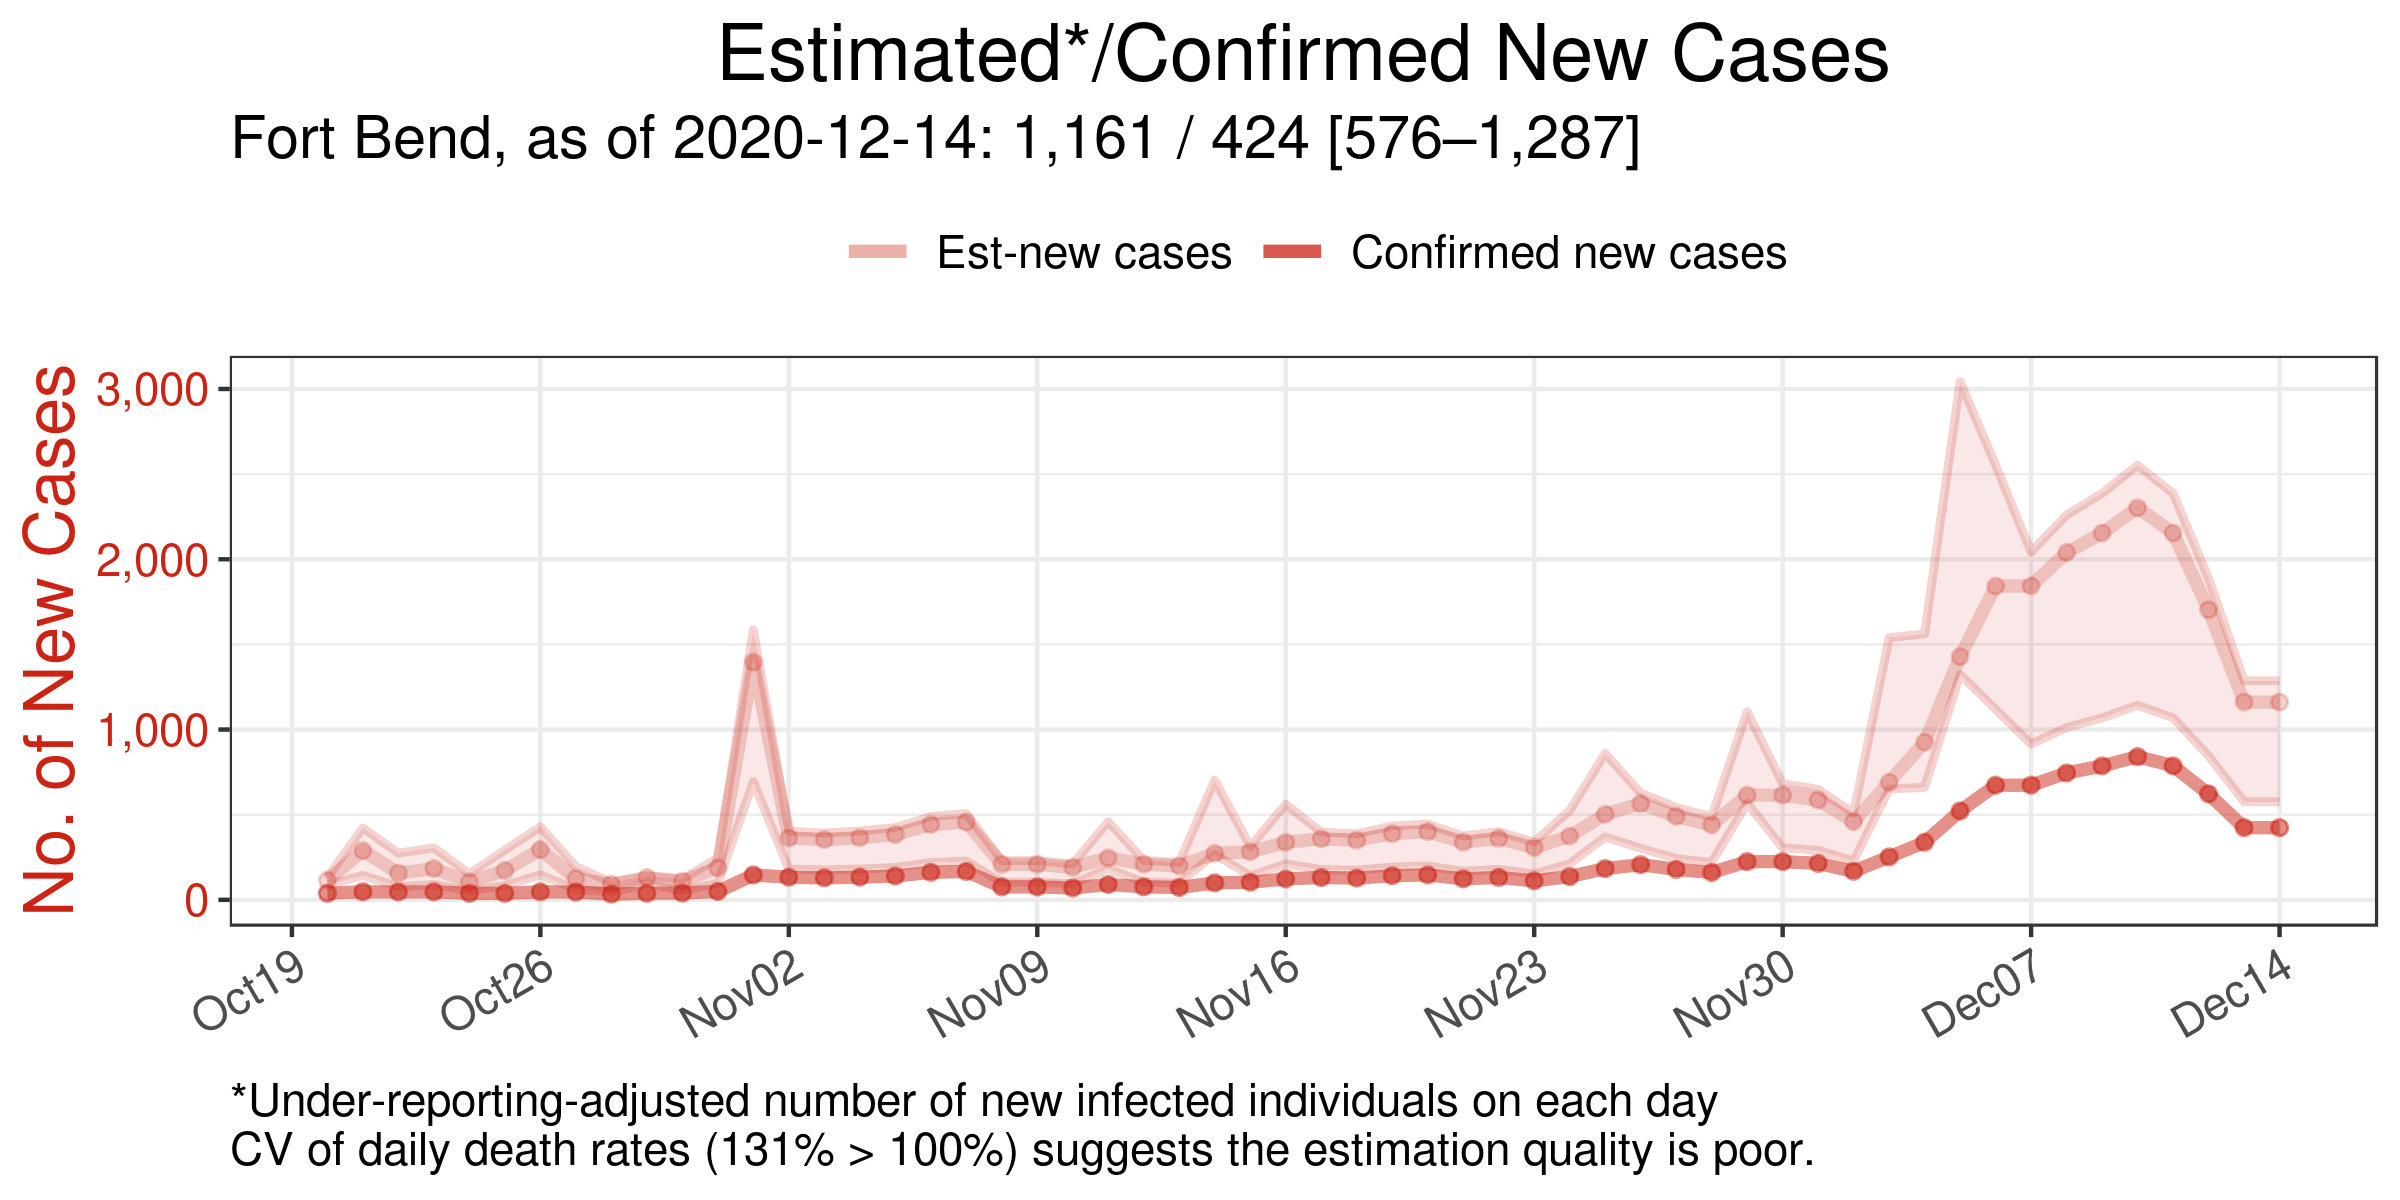 Estimated*/Confirmed New Cases
Fort Bend, as of 2020-12-14: 1,161 / 424 [576–1,287]
Est-new cases
Confirmed new cases
No. of New Cases
3,000
2,000
1,000
0
Oct19
Oct26
Nov02
Nov09
Nov16
Nov23
Nov30
Dec07
Dec14
*Under-reporting-adjusted number of new infected individuals on each day
CV of daily death rates (131% > 100%) suggests the estimation quality is poor.